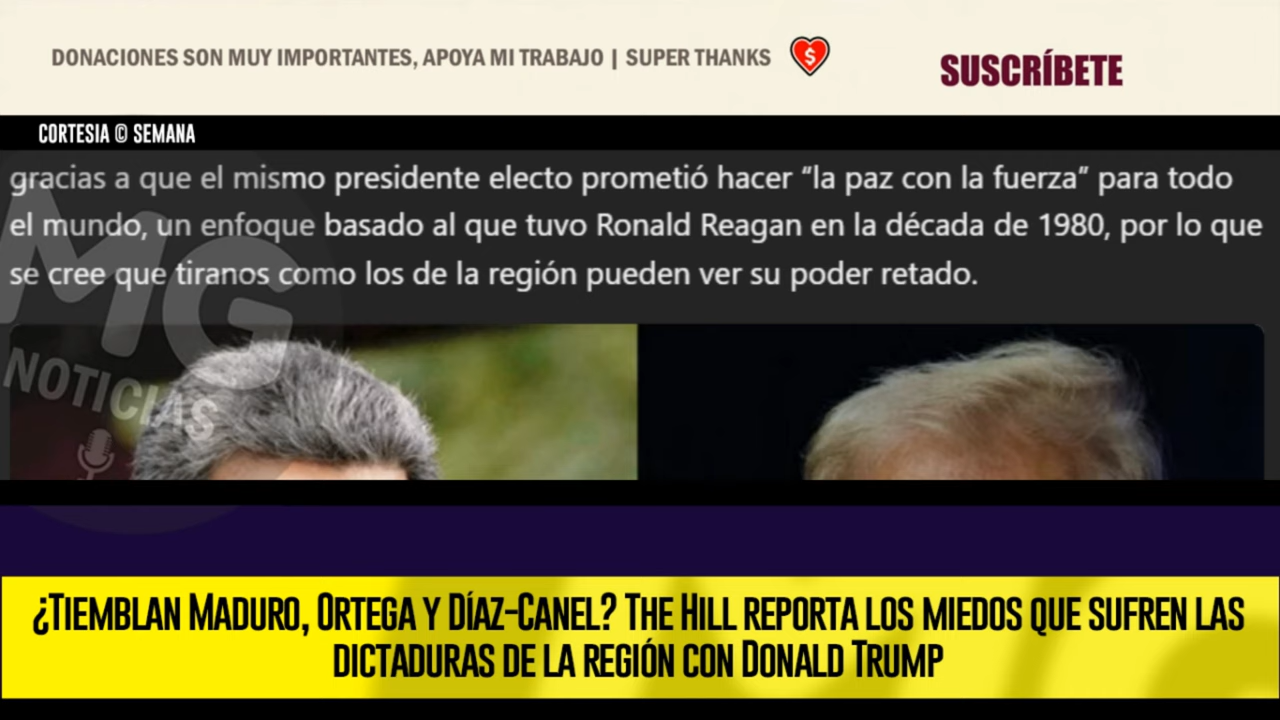 DONACIONES SON MUY IMPORTANTES, APOYA MI TRABAJO | SUPER THANKS
SUSCRÍBETE
CORTESIA © SEMANA
gracias a que el mismo presidente electo prometió hacer “la paz con la fuerza” para todo
el mundo, un enfoque basado al que tuvo Ronald Reagan en la década de 1980, por lo que
se cree que tiranos como los de la región pueden ver su poder retado.
MG
NOTICIAS
¿TIEMBLAN MADURO, ORTEGA Y DÍAZ-CANEL? THE HILL REPORTA LOS MIEDOS QUE SUFREN LAS
DICTADURAS DE LA REGIÓN CON DONALD TRUMP